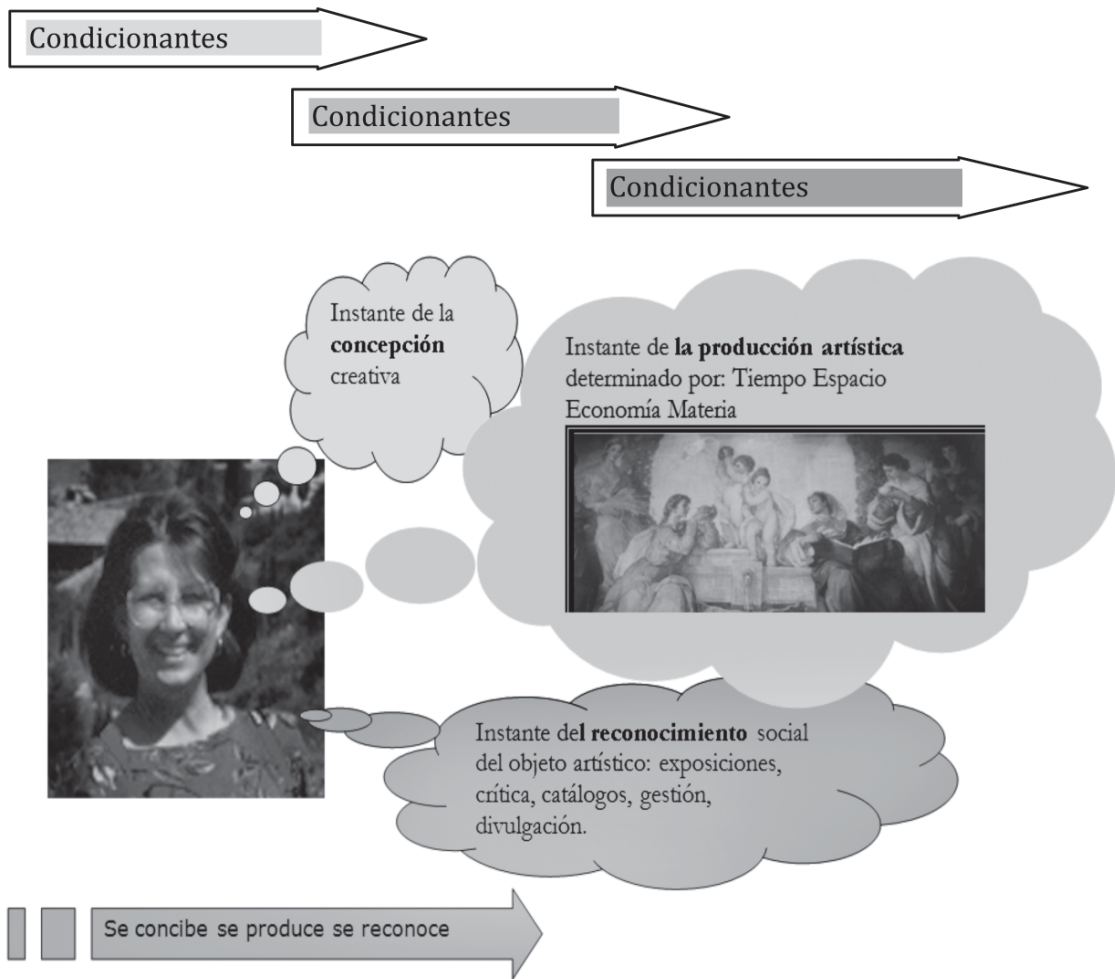 Condicionantes
Condicionantes
Condicionantes
Instante de la
concepción
creativa
Instante de la producción artística
determinado por: Tiempo Espacio
Economía Materia
Instante del reconocimiento social
del objeto artístico: exposiciones,
crítica, catálogos, gestión,
divulgación.
Se concibe se produce se reconoce